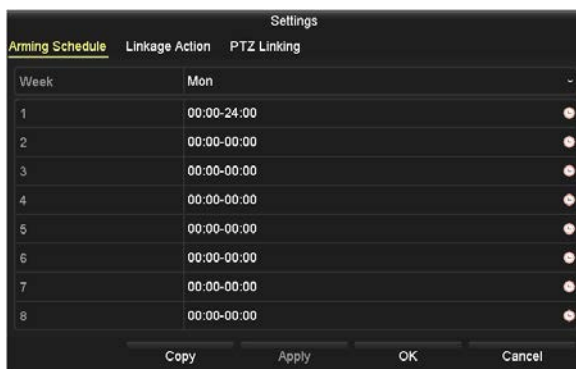 Settings
Arming Schedule Linkage Action PTZ Linking
Week Mon
1 00:00-24:00
2 00:00-00:00
3 00:00-00:00
4 00:00-00:00
5 00:00-00:00
6 00:00-00:00
7 00:00-00:00
8 00:00-00:00
Copy Apply OK Cancel